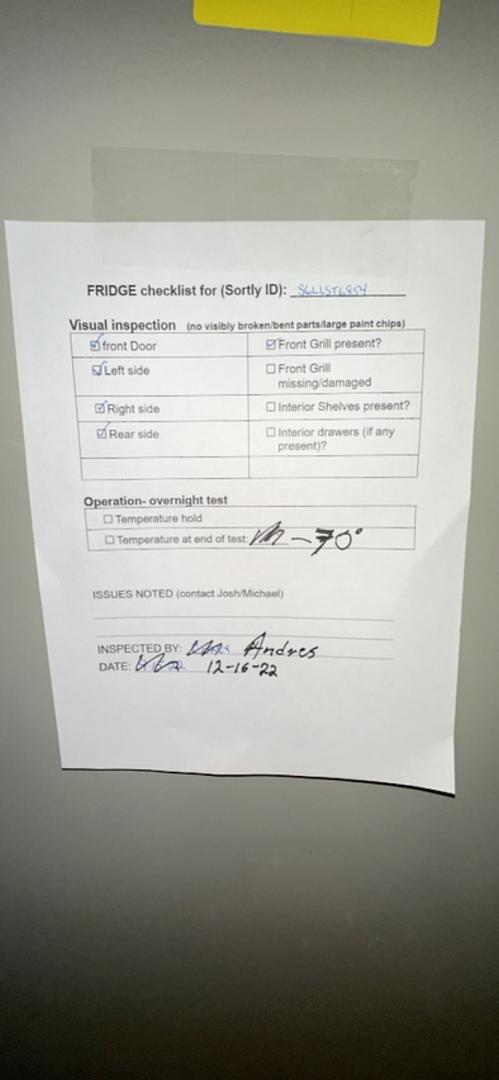 FRIDGE checklist for (Sortly ID):
Visual inspection (no visibly broken/bent parts/large paint chips)
☑ front Door ☑ Front Grill present?
☑ Left side ☐ Front Grill
missing/damaged
☑ Right side ☐ Interior Shelves present?
☑ Rear side ☐ Interior drawers (if any
present)?
Operation- overnight test
☐ Temperature hold
☐ Temperature at end of test: -70°
ISSUES NOTED (contact Josh/Michael)
INSPECTED BY: Andres
DATE: 12-16-22